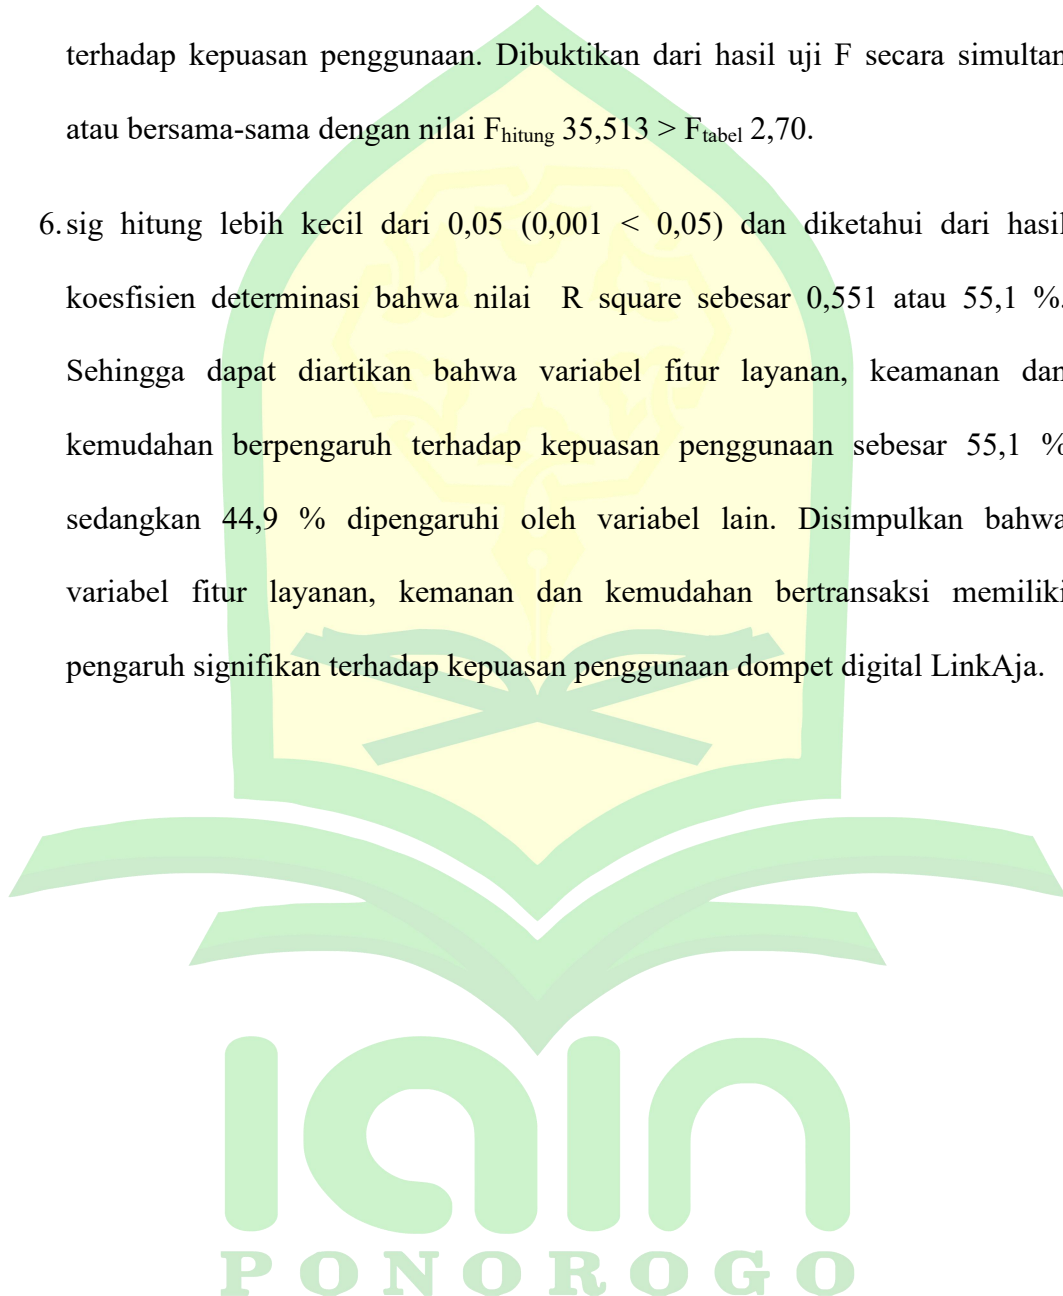 terhadap kepuasan penggunaan. Dibuktikan dari hasil uji F secara simultan
atau bersama-sama dengan nilai Fhitung 35,513 > Ftabel 2,70.
6. sig hitung lebih kecil dari 0,05 (0,001 < 0,05) dan diketahui dari hasil
koesfisien determinasi bahwa nilai R square sebesar 0,551 atau 55,1 %.
Sehingga dapat diartikan bahwa variabel fitur layanan, keamanan dan
kemudahan berpengaruh terhadap kepuasan penggunaan sebesar 55,1 %
sedangkan 44,9 % dipengaruhi oleh variabel lain. Disimpulkan bahwa
variabel fitur layanan, kemanan dan kemudahan bertransaksi memiliki
pengaruh signifikan terhadap kepuasan penggunaan dompet digital LinkAja.
iain
PONOROGO